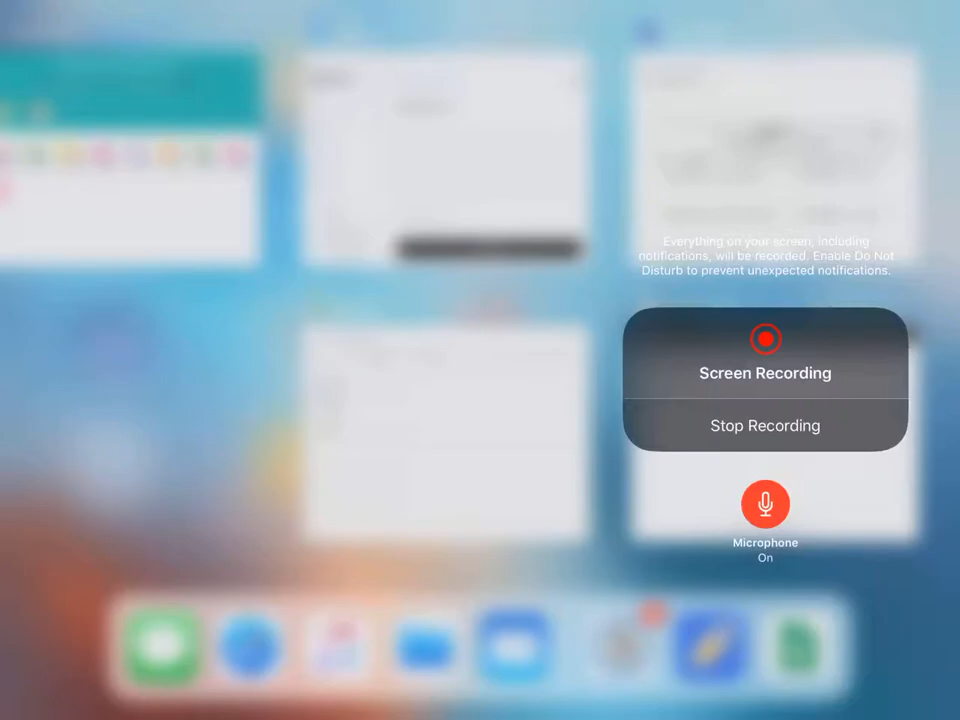 Everything on your screen, including
notifications, will be recorded. Enable Do Not
Disturb to prevent unexpected notifications.
Screen Recording
Stop Recording
Microphone
On